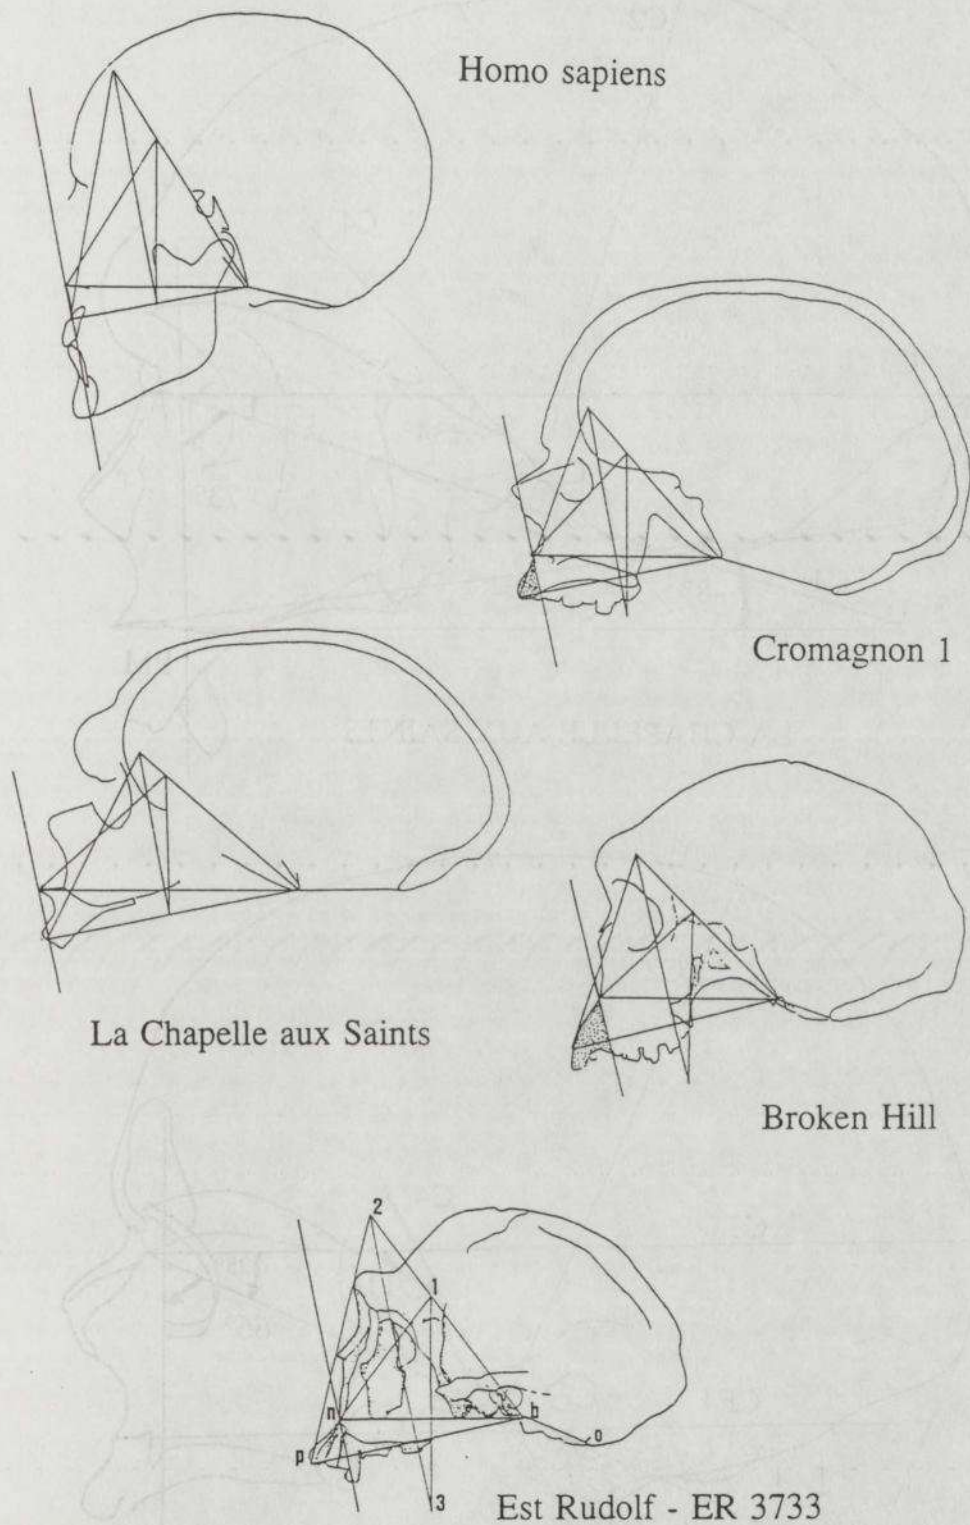 Homo sapiens
Cromagnon 1
La Chapelle aux Saints
Broken Hill
2
1
n
b
o
p
3
Est Rudolf - ER 3733